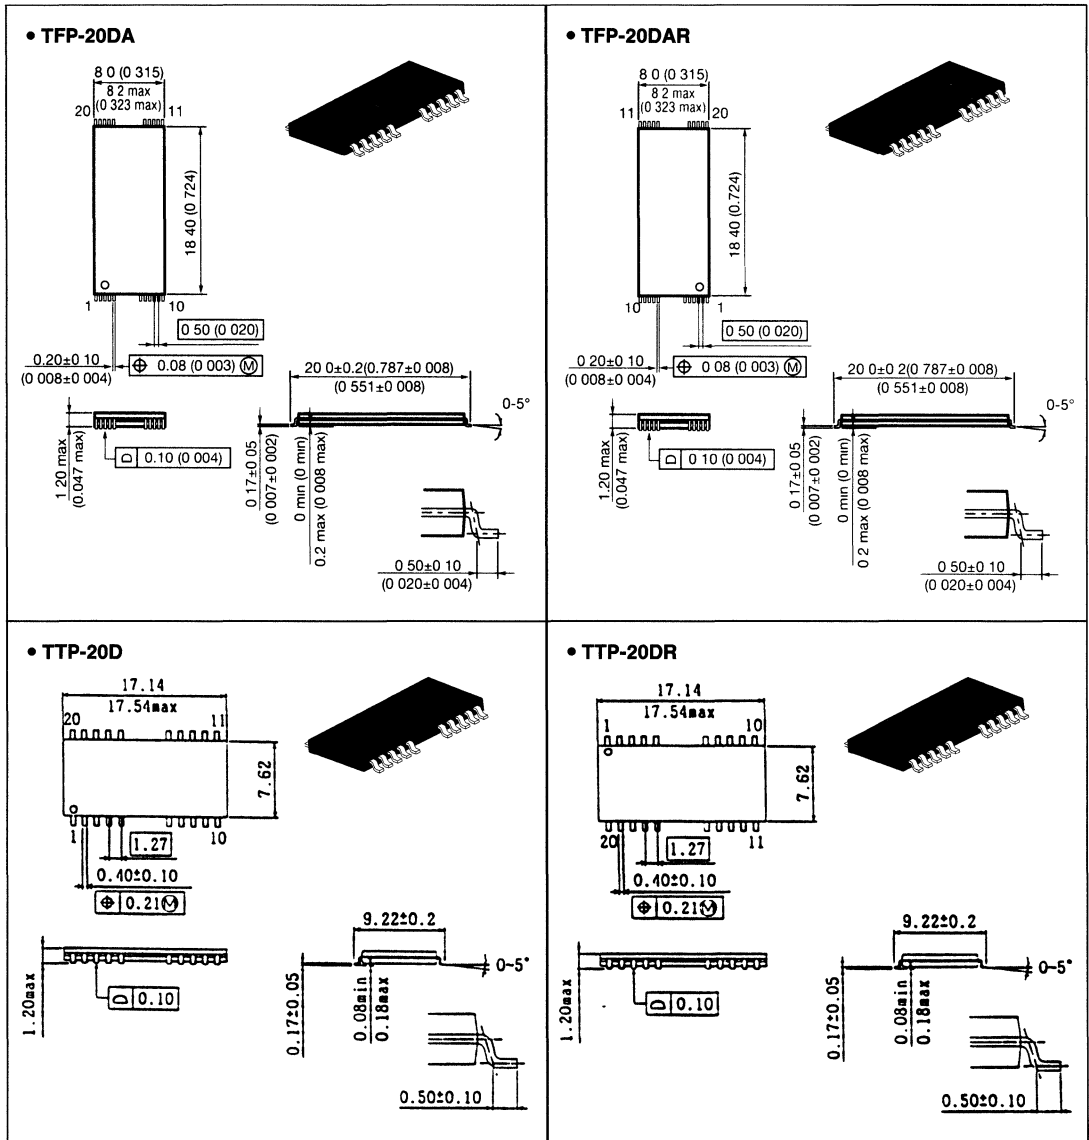 • TFP-20DA
8 0 (0 315)
8 2 max
(0 323 max)
20
11
18 40 (0 724)
1
10
0 50 (0 020)
0.20±0 10
(0 008±0 004)
⌖ 0.08 (0 003) Ⓜ
20 0±0.2(0.787±0 008)
(0 551±0 008)
0-5°
1 20 max
(0.047 max)
⌓ 0.10 (0 004)
0 17±0 05
(0 007±0 002)
0 min (0 min)
0.2 max (0 008 max)
0 50±0 10
(0 020±0 004)
• TFP-20DAR
8 0 (0 315)
8 2 max
(0 323 max)
11
20
18 40 (0.724)
10
1
0 50 (0 020)
0 20±0 10
(0 008±0 004)
⌖ 0 08 (0 003) Ⓜ
20 0±0 2(0 787±0 008)
(0 551±0 008)
0-5°
1.20 max
(0.047 max)
⌓ 0 10 (0 004)
0 17±0 05
(0 007±0 002)
0 min (0 min)
0 2 max (0 008 max)
0 50±0 10
(0 020±0 004)
• TTP-20D
17.14
17.54max
20
11
7.62
1
10
1.27
0.40±0.10
⌖ 0.21Ⓜ
9.22±0.2
0~5°
1.20max
⌓ 0.10
0.17±0.05
0.08min
0.18max
0.50±0.10
• TTP-20DR
17.14
17.54max
1
10
7.62
20
11
1.27
0.40±0.10
⌖ 0.21Ⓜ
9.22±0.2
0~5°
1.20max
⌓ 0.10
0.17±0.05
0.08min
0.18max
0.50±0.10